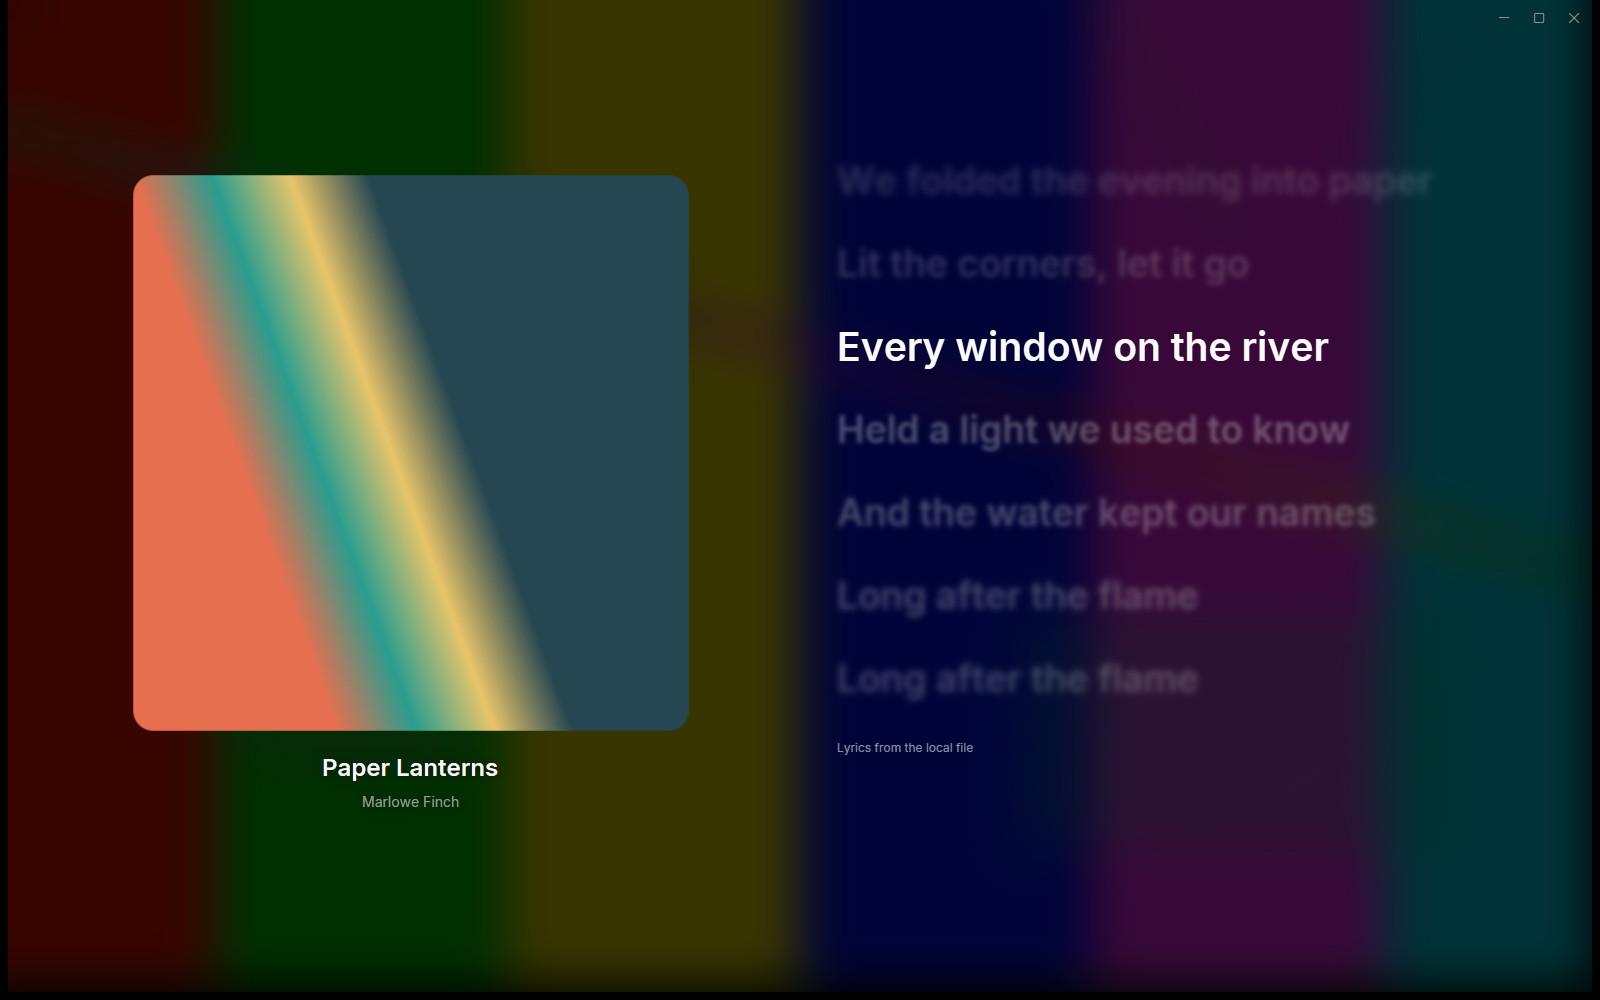 We folded the evening into paper
Lit the corners, let it go
Every window on the river
Held a light we used to know
And the water kept our names
Long after the flame
Long after the flame
Lyrics from the local file
Paper Lanterns
Marlowe Finch